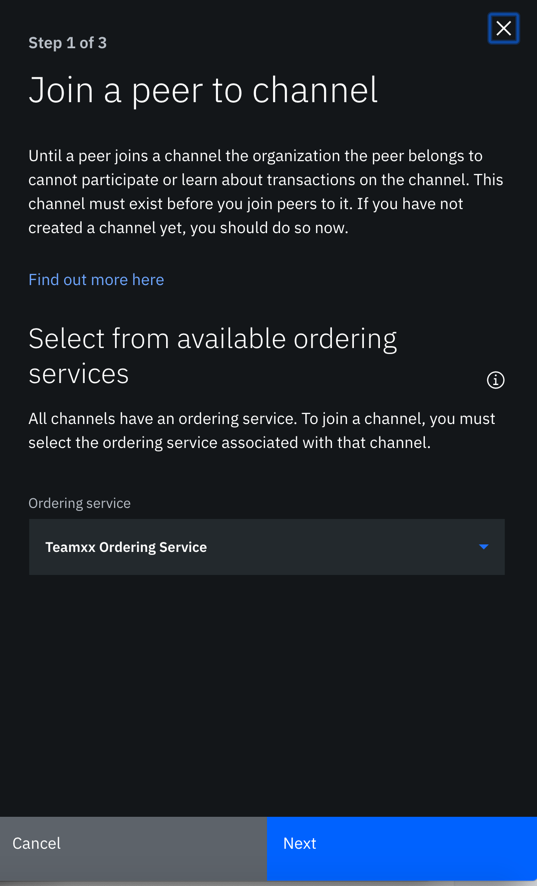 Step 1 of 3
Join a peer to channel
Until a peer joins a channel the organization the peer belongs to
cannot participate or learn about transactions on the channel. This
channel must exist before you join peers to it. If you have not
created a channel yet, you should do so now.
Find out more here
Select from available ordering
services
All channels have an ordering service. To join a channel, you must
select the ordering service associated with that channel.
Ordering service
Teamxx Ordering Service
Cancel
Next